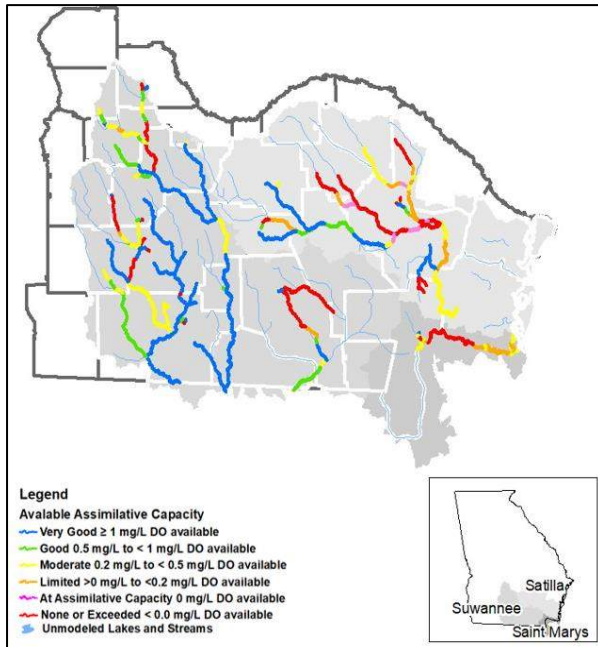 Legend
Avalable Assimilative Capacity
Very Good ≥ 1 mg/L DO available
Good 0.5 mg/L to < 1 mg/L DO available
Moderate 0.2 mg/L to < 0.5 mg/L DO available
Limited >0 mg/L to <0.2 mg/L DO available
At Assimilative Capacity 0 mg/L DO available
None or Exceeded < 0.0 mg/L DO available
Unmodeled Lakes and Streams
Satilla
Suwannee
Saint Marys